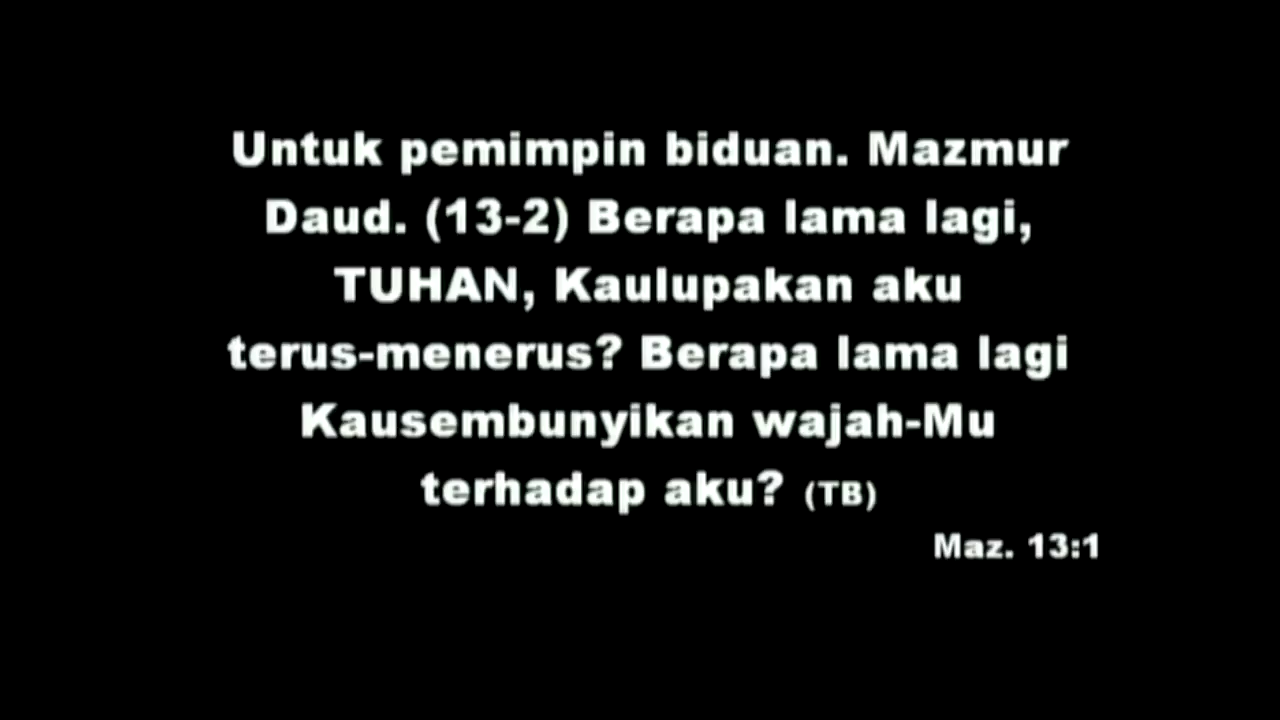 Untuk pemimpin biduan. Mazmur
Daud. (13-2) Berapa lama lagi,
TUHAN, Kaulupakan aku
terus-menerus? Berapa lama lagi
Kausembunyikan wajah-Mu
terhadap aku? (TB)
Maz. 13:1